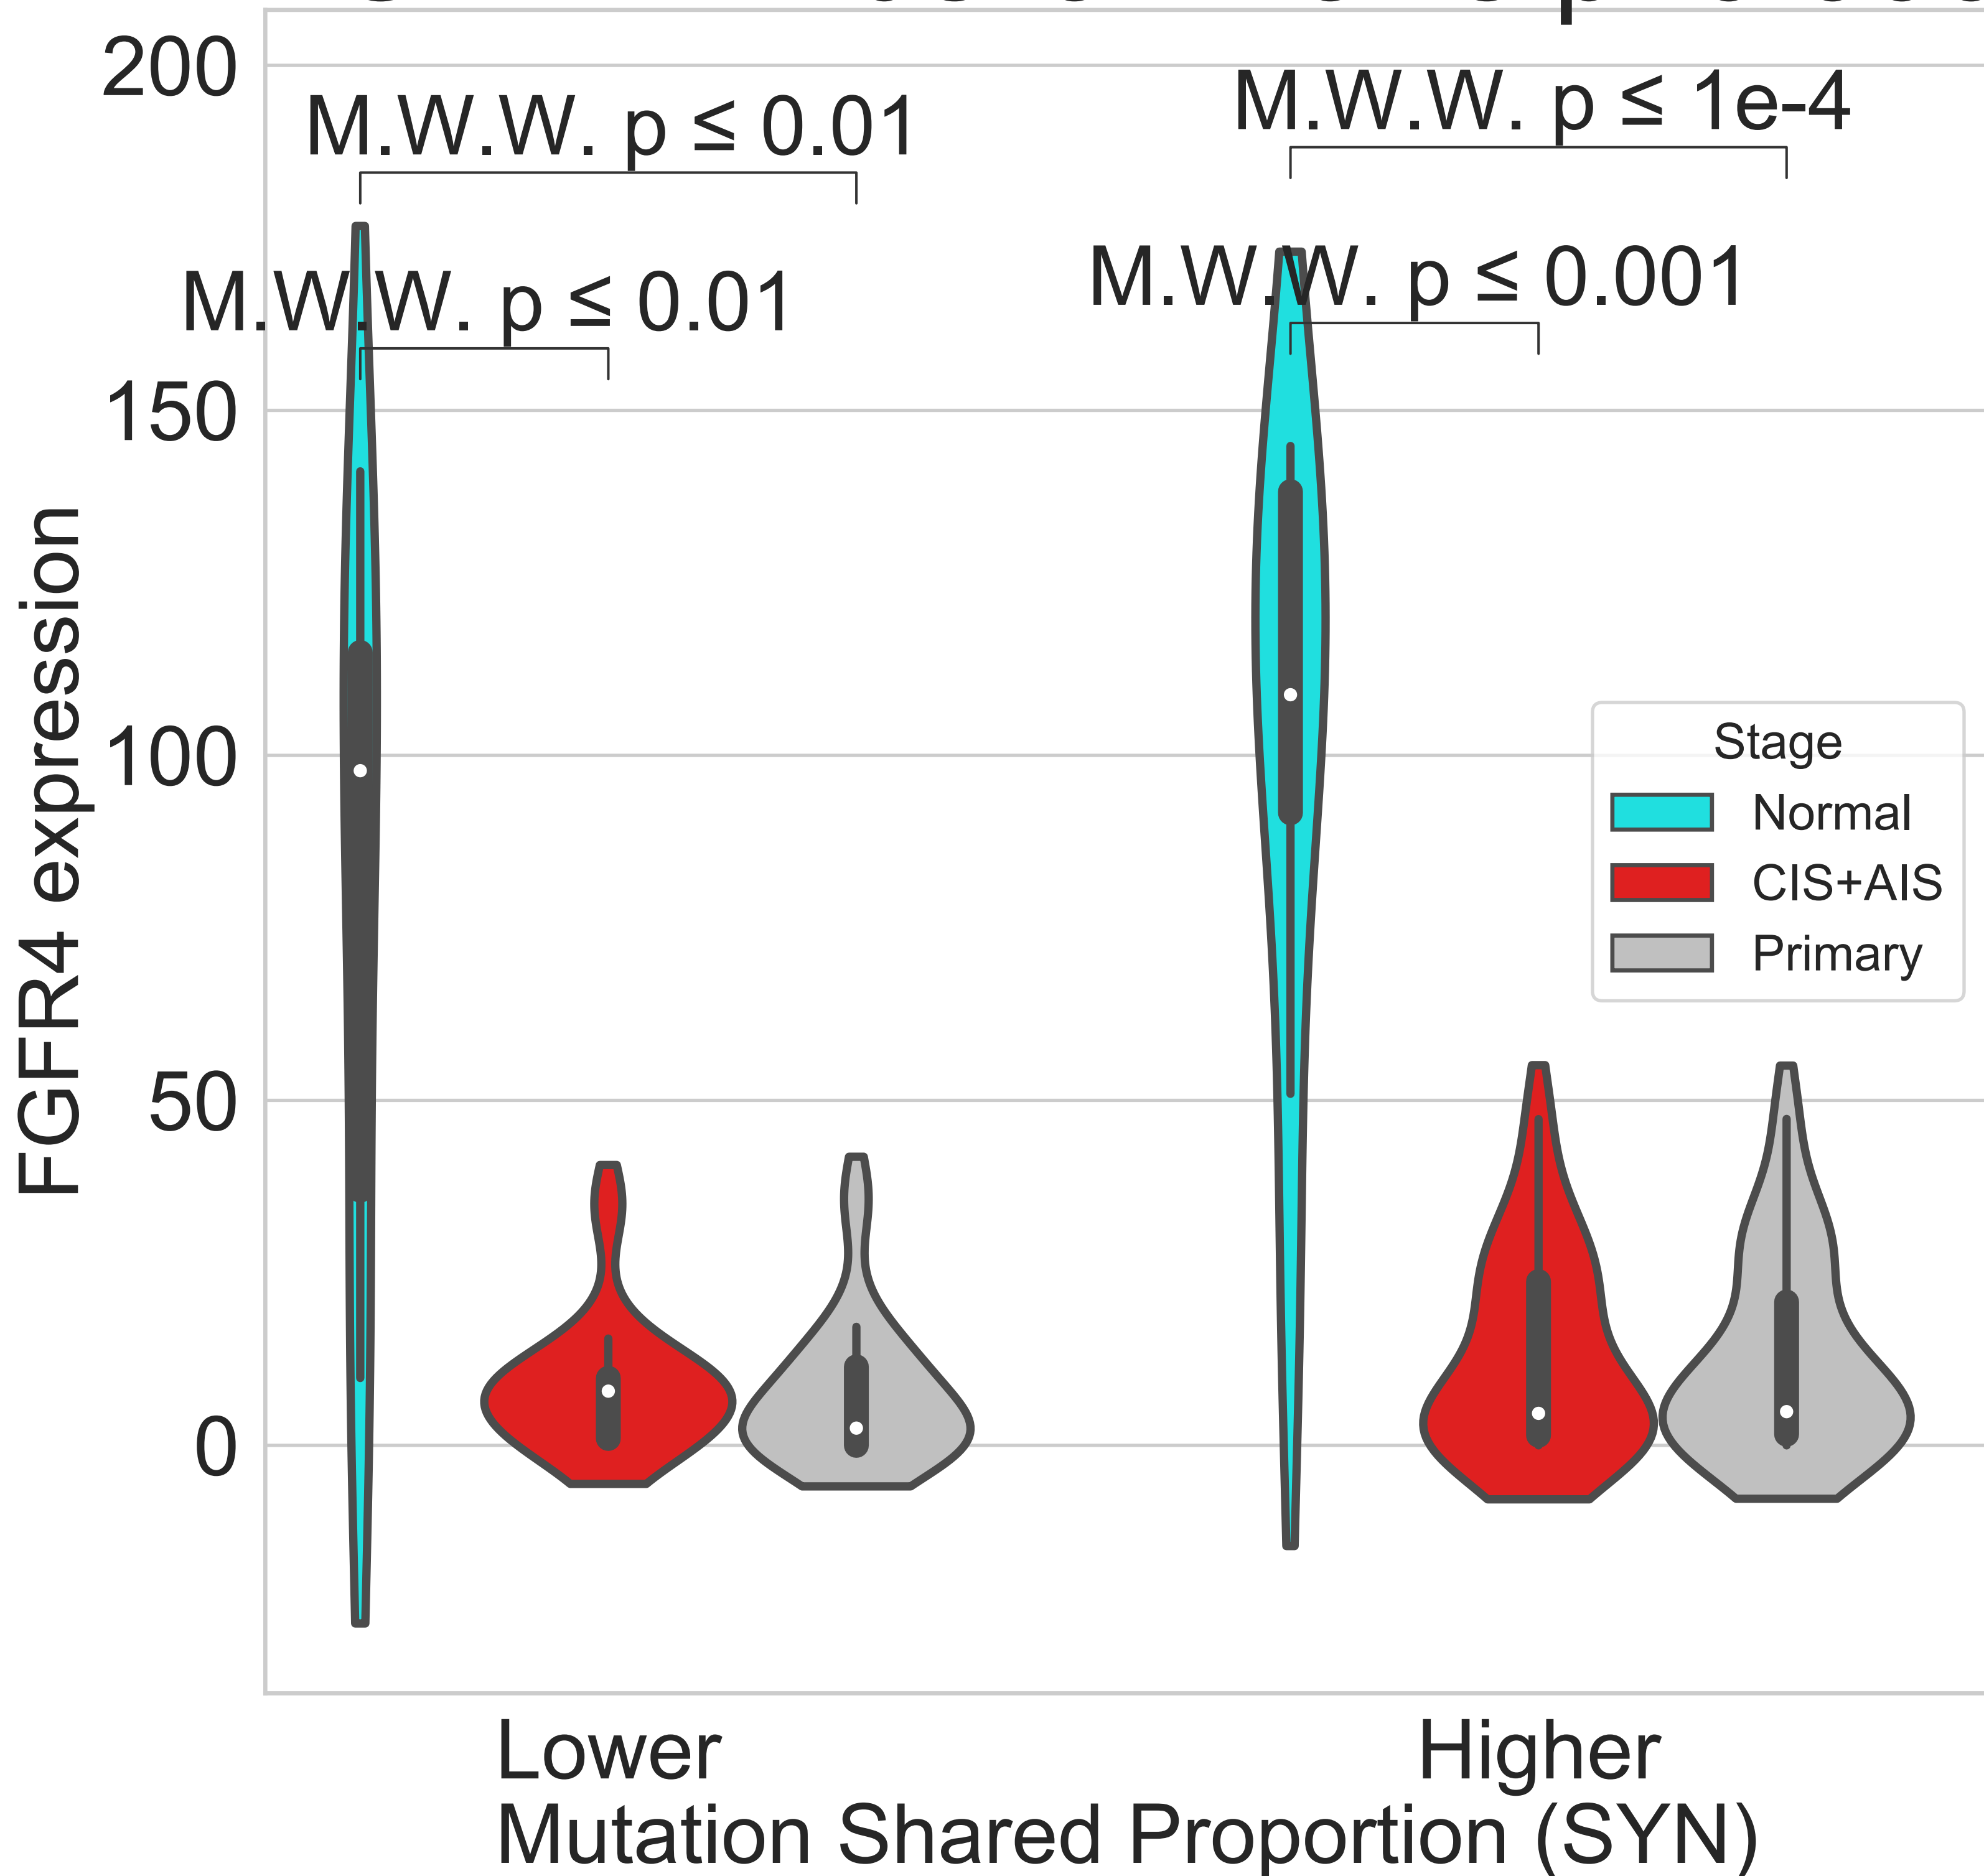 200
M.W.W. p ≤ 0.01
M.W.W. p ≤ 1e-4
M.W.W. p ≤ 0.01
M.W.W. p ≤ 0.001
150
100
50
0
FGFR4 expression
Stage
Normal
CIS+AIS
Primary
Lower
Higher
Mutation Shared Proportion (SYN)